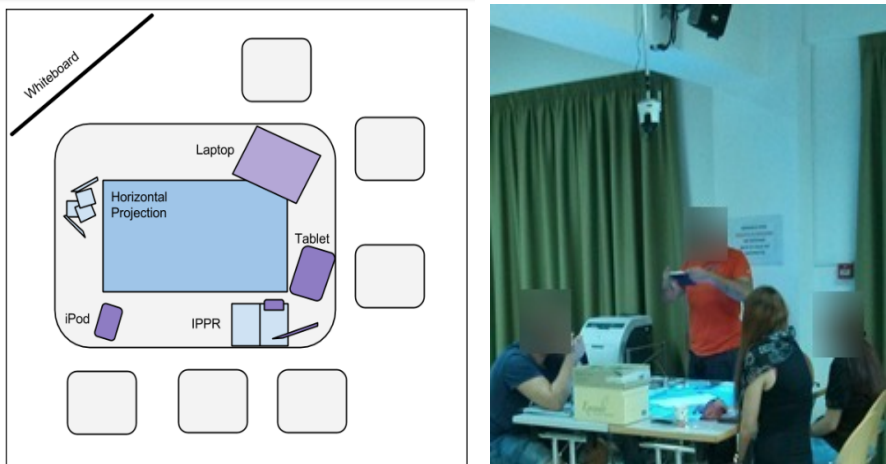 Whiteboard
Laptop
Horizontal
Projection
Tablet
iPod
IPPR